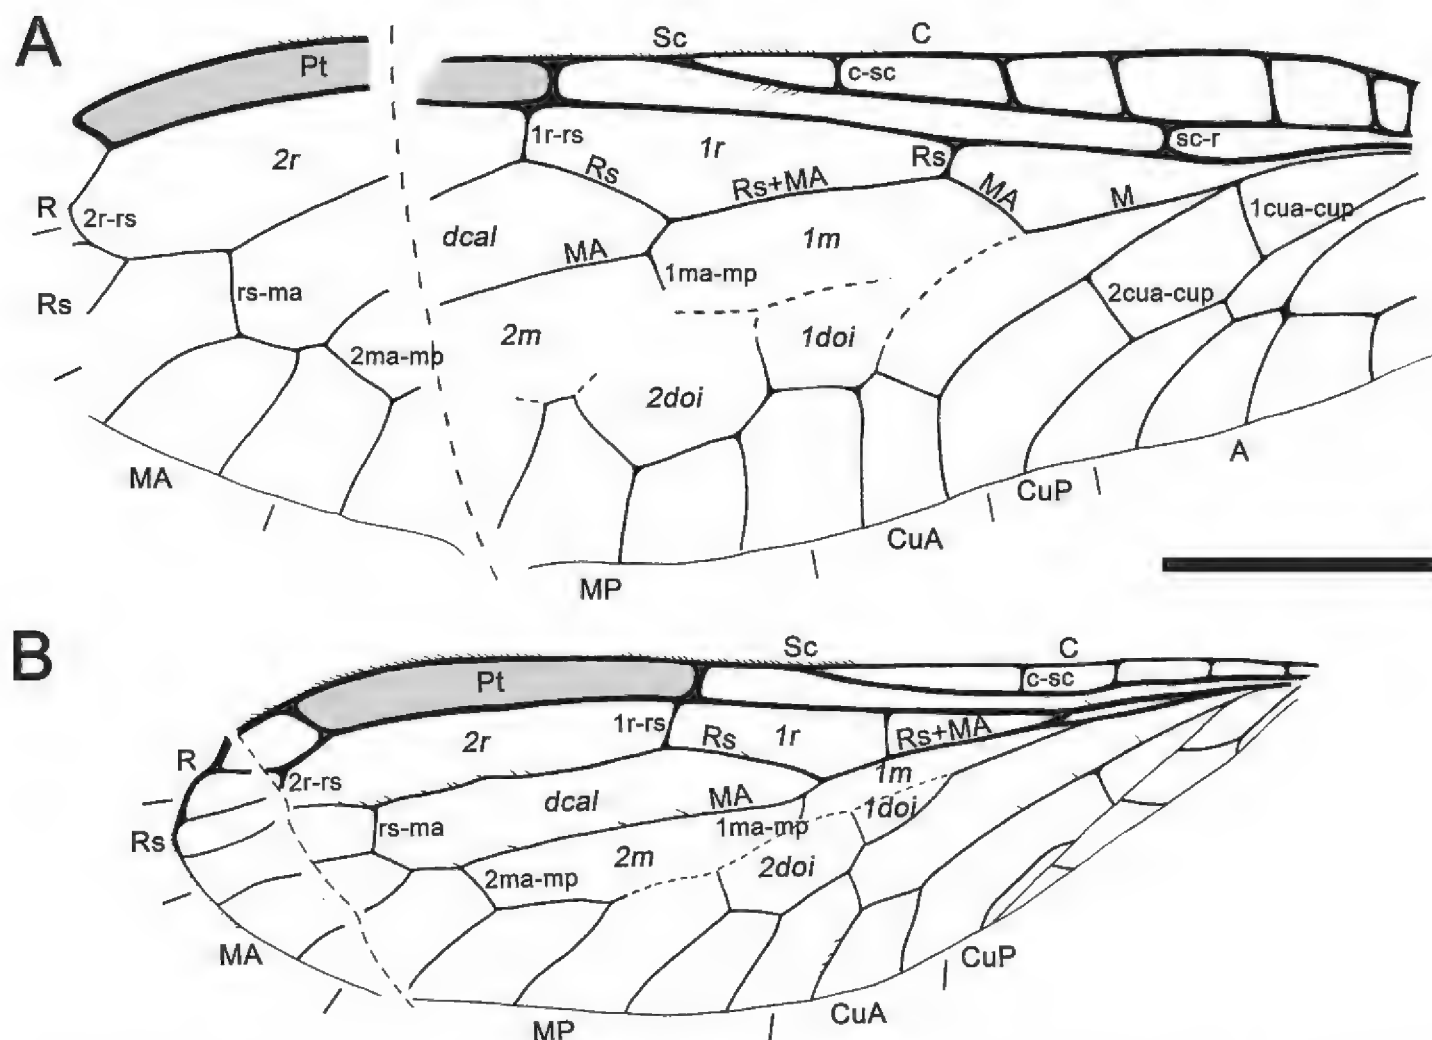 A
Sc
C
Pt
c-sc
1r-rs
1r
Rs
sc-r
2r
Rs
Rs+MA
MA
M
1cua-cup
R
2r-rs
dcal
MA
1m
1ma-mp
2cua-cup
Rs
rs-ma
2m
1doi
2ma-mp
2doi
MA
A
CuP
CuA
MP
B
Sc
C
Pt
c-sc
1r-rs
2r
Rs
1r
Rs+MA
R
2r-rs
1m
dcal
MA
1doi
Rs
rs-ma
1ma-mp
2m
2doi
2ma-mp
MA
CuP
CuA
MP